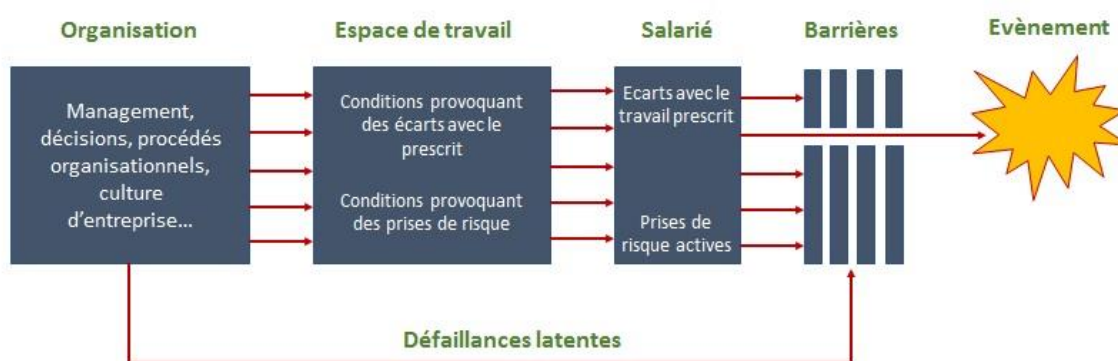 Organisation
Espace de travail
Salarié
Barrières
Evènement
Management,
décisions, procédés
organisationnels,
culture
d’entreprise…
Conditions provoquant
des écarts avec le
prescrit
Conditions provoquant
des prises de risque
Ecarts avec le
travail prescrit
Prises de
risque actives
Défaillances latentes